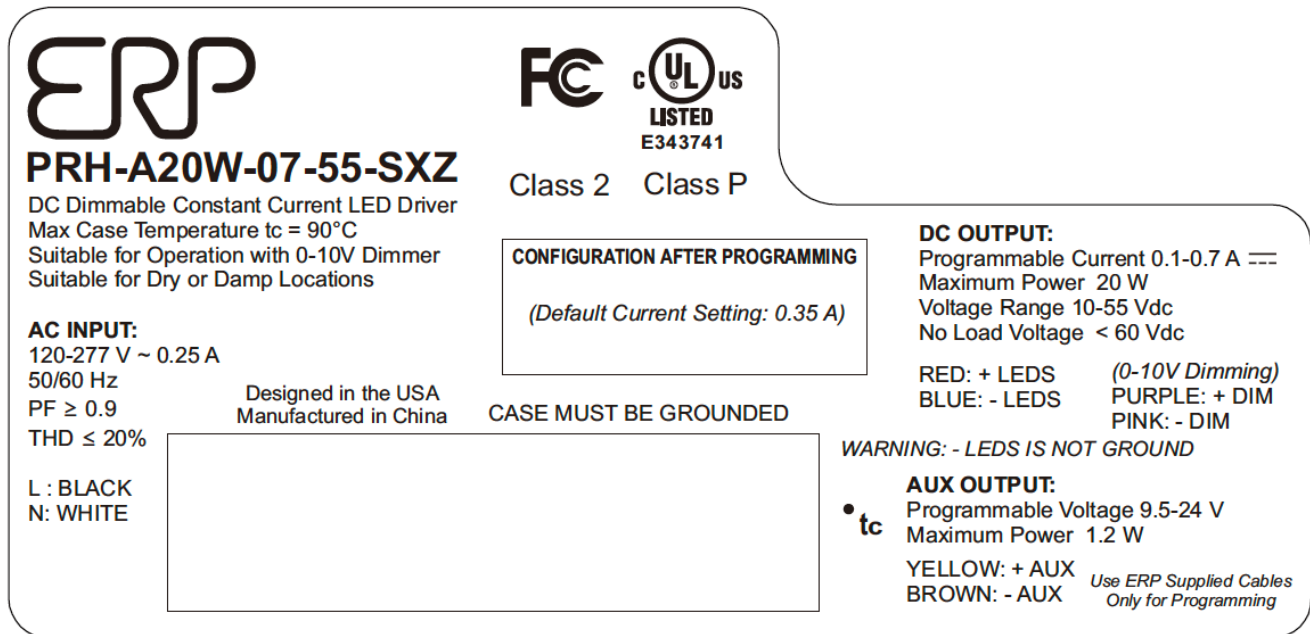 ERP
PRH-A20W-07-55-SXZ
DC Dimmable Constant Current LED Driver
Max Case Temperature tc = 90°C
Suitable for Operation with 0-10V Dimmer
Suitable for Dry or Damp Locations
AC INPUT:
120-277 V ~ 0.25 A
50/60 Hz
PF ≥ 0.9
THD ≤ 20%
L : BLACK
N: WHITE
Designed in the USA
Manufactured in China
FC
C UL US
®
LISTED
E343741
Class 2 Class P
CONFIGURATION AFTER PROGRAMMING
(Default Current Setting: 0.35 A)
CASE MUST BE GROUNDED
DC OUTPUT:
Programmable Current 0.1-0.7 A
Maximum Power 20 W
Voltage Range 10-55 Vdc
No Load Voltage < 60 Vdc
RED: + LEDS
BLUE: - LEDS
(0-10V Dimming)
PURPLE: + DIM
PINK: - DIM
WARNING: - LEDS IS NOT GROUND
• tc
AUX OUTPUT:
Programmable Voltage 9.5-24 V
Maximum Power 1.2 W
YELLOW: + AUX
BROWN: - AUX
Use ERP Supplied Cables
Only for Programming